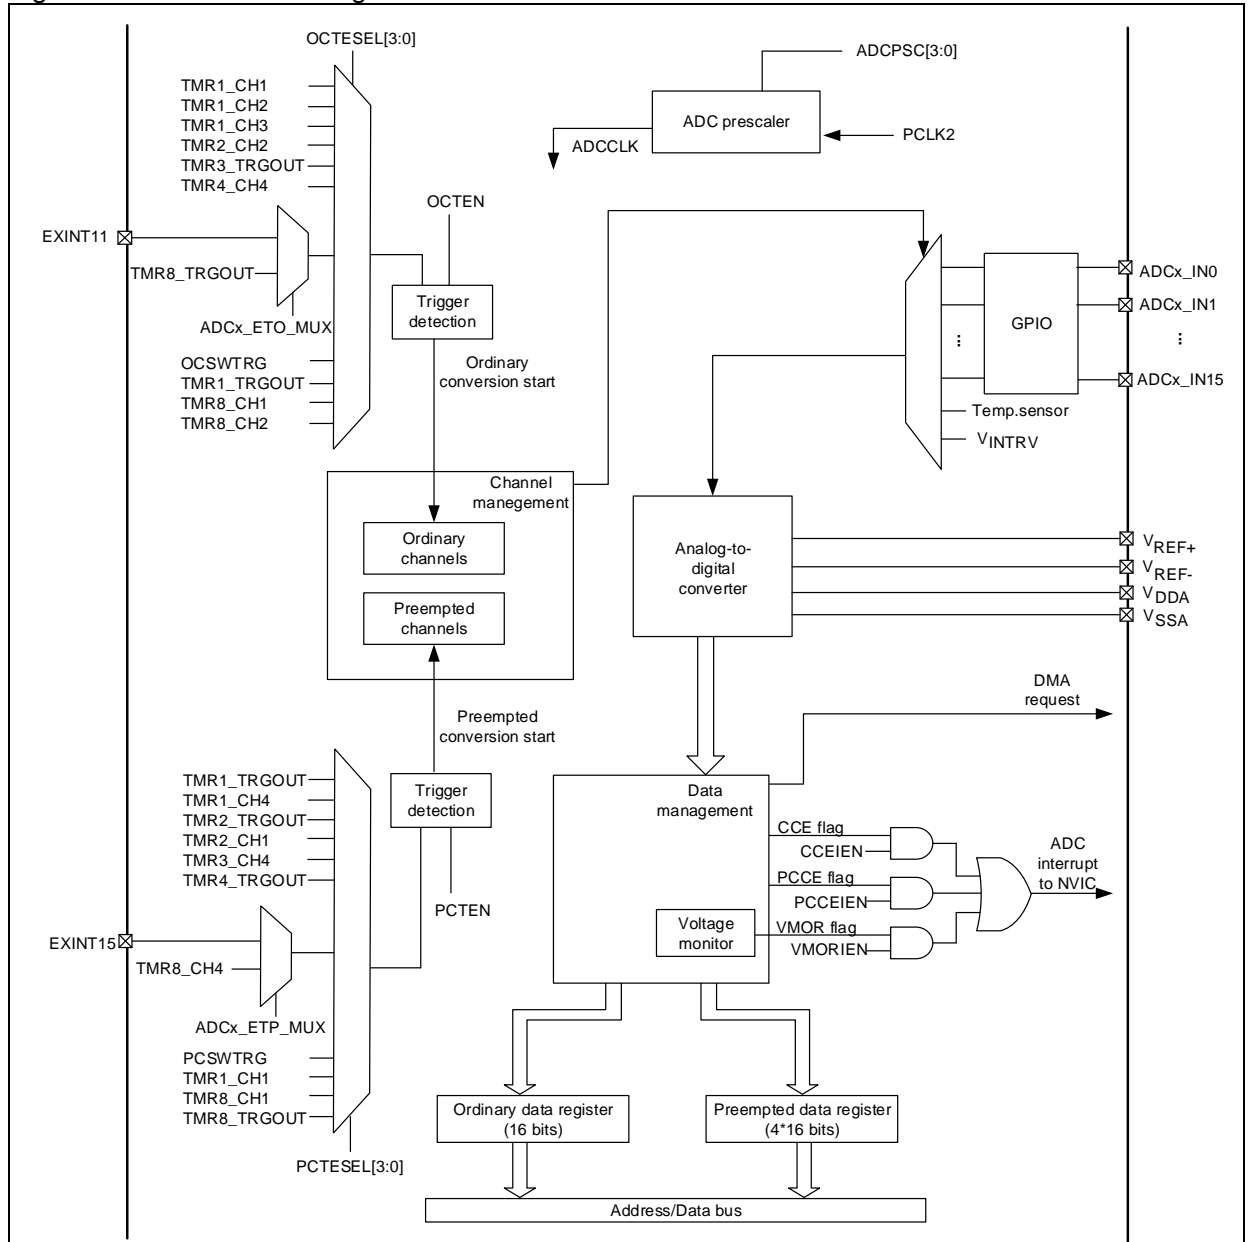 OCTESEL[3:0]
TMR1_CH1
TMR1_CH2
TMR1_CH3
TMR2_CH2
TMR3_TRGOUT
TMR4_CH4
EXINT11
TMR8_TRGOUT
ADCx_ETO_MUX
OCSWTRG
TMR1_TRGOUT
TMR8_CH1
TMR8_CH2
OCTEN
Trigger
detection
Ordinary
conversion start
ADCPSC[3:0]
ADC prescaler
ADCCLK
PCLK2
GPIO
ADCx_IN0
ADCx_IN1
...
...
ADCx_IN15
Temp.sensor
VINTRV
Channel
manegement
Ordinary
channels
Preempted
channels
Analog-to-
digital
converter
VREF+
VREF-
VDDA
VSSA
Preempted
conversion start
Trigger
detection
PCTEN
TMR1_TRGOUT
TMR1_CH4
TMR2_TRGOUT
TMR2_CH1
TMR3_CH4
TMR4_TRGOUT
EXINT15
TMR8_CH4
ADCx_ETP_MUX
PCSWTRG
TMR1_CH1
TMR8_CH1
TMR8_TRGOUT
PCTESEL[3:0]
DMA
request
Data
management
CCE flag
CCEIEN
PCCE flag
PCCEIEN
Voltage
monitor
VMOR flag
VMORIEN
ADC
interrupt
to NVIC
Ordinary data register
(16 bits)
Preempted data register
(4*16 bits)
Address/Data bus